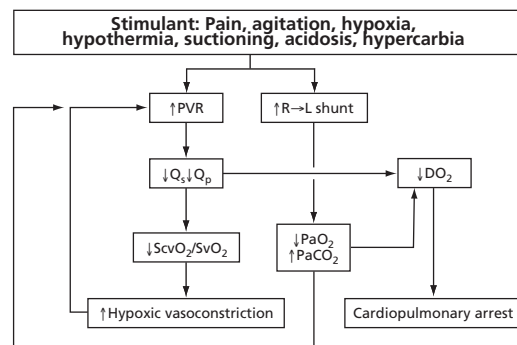 Stimulant: Pain, agitation, hypoxia,
hypothermia, suctioning, acidosis, hypercarbia
↑PVR
↑R→L shunt
↓Qs↓Qp
↓DO2
↓ScvO2/SvO2
↓PaO2
↑PaCO2
↑Hypoxic vasoconstriction
Cardiopulmonary arrest